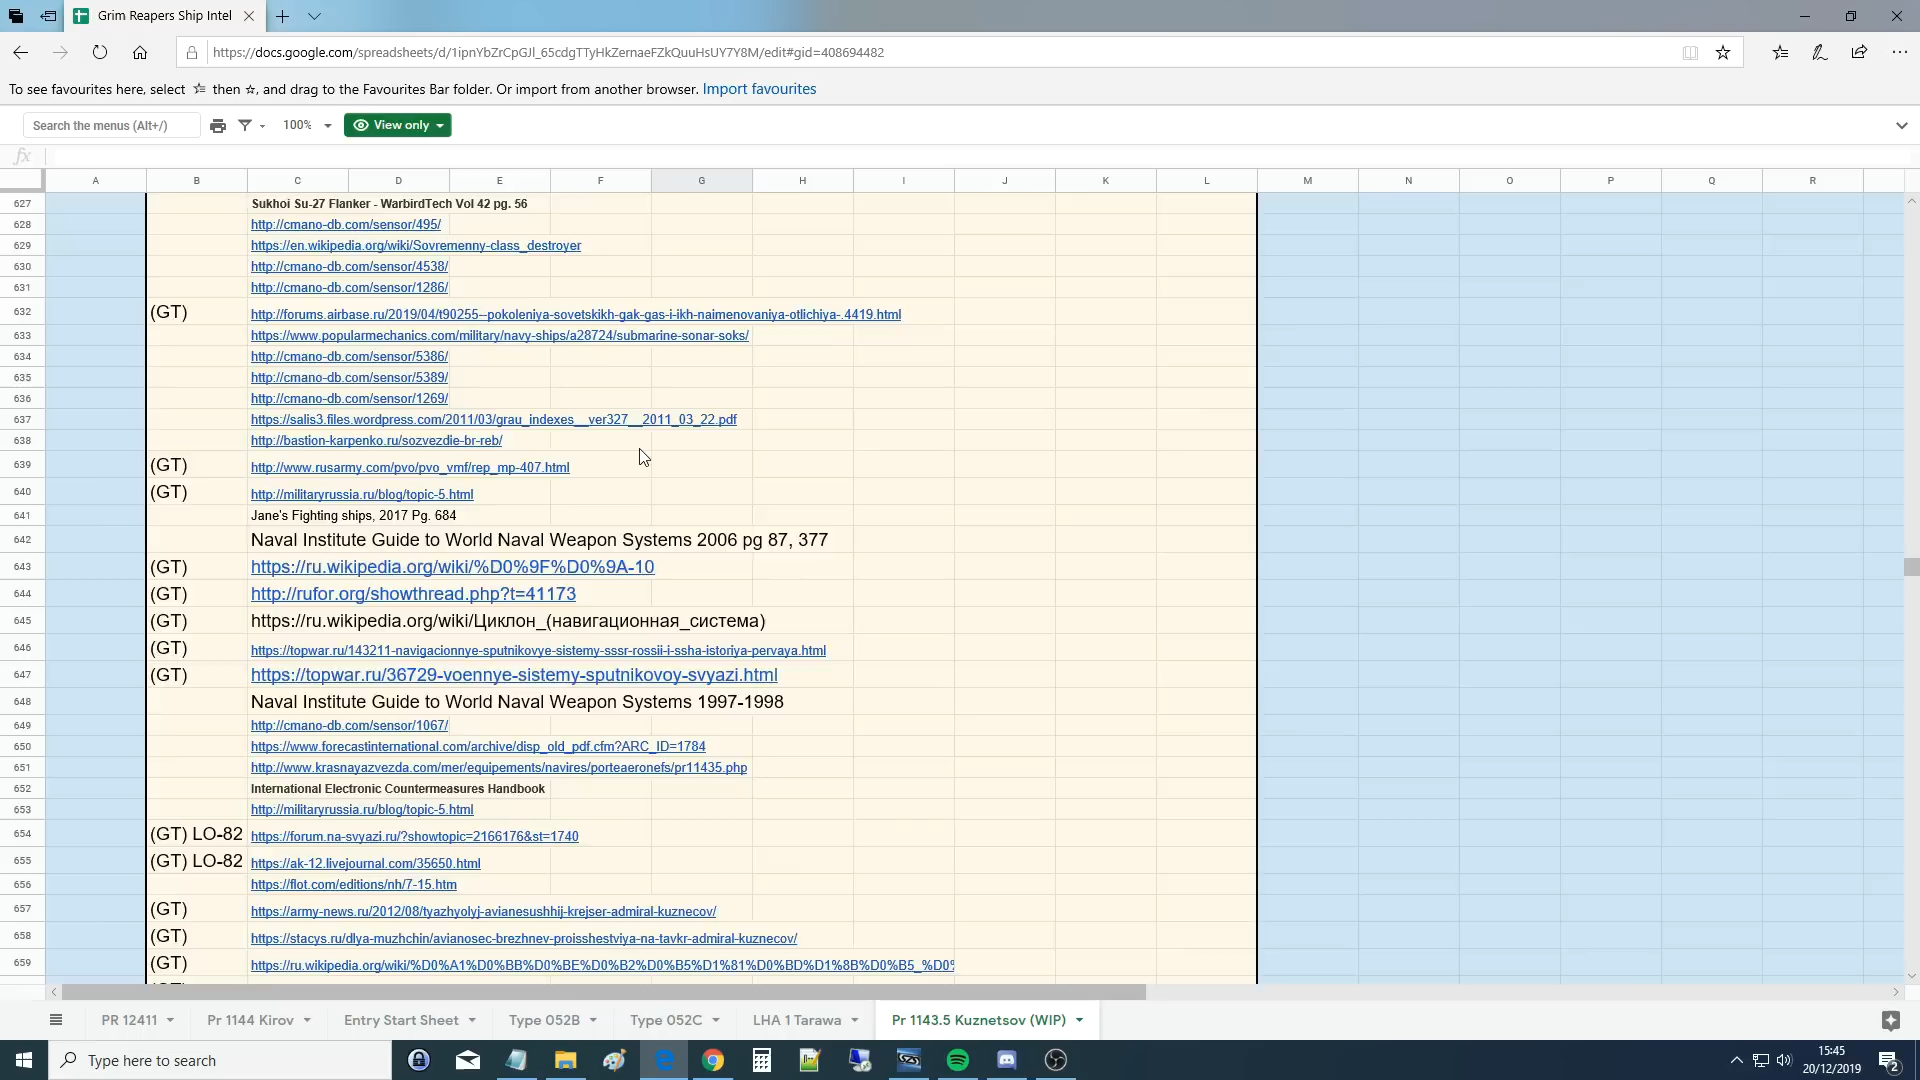 Grim Reapers Ship Intel
https://docs.google.com/spreadsheets/d/1ipnYbZrCpGJl_65cdgTTyHkZernaeFZkQuuHsUY7Y8M/edit#gid=408694482
To see favourites here, select ☆ then ☆, and drag to the Favourites Bar folder. Or import from another browser. Import favourites
Search the menus (Alt+/) 100% View only
fx
A B C D E F G H I J K L M N O P Q R
627 Sukhoi Su-27 Flanker - WarbirdTech Vol 42 pg. 56
628 http://cmano-db.com/sensor/495/
629 https://en.wikipedia.org/wiki/Sovremenny-class_destroyer
630 http://cmano-db.com/sensor/4538/
631 http://cmano-db.com/sensor/1286/
632 (GT) http://forums.airbase.ru/2019/04/t90255--pokoleniya-sovetskikh-gak-gas-i-ikh-naimenovaniya-otlichiya-.4419.html
633 https://www.popularmechanics.com/military/navy-ships/a28724/submarine-sonar-soks/
634 http://cmano-db.com/sensor/5386/
635 http://cmano-db.com/sensor/5389/
636 http://cmano-db.com/sensor/1269/
637 https://salis3.files.wordpress.com/2011/03/grau_indexes__ver327__2011_03_22.pdf
638 http://bastion-karpenko.ru/sozvezdie-br-reb/
639 (GT) http://www.rusarmy.com/pvo/pvo_vmf/rep_mp-407.html
640 (GT) http://militaryrussia.ru/blog/topic-5.html
641 Jane's Fighting ships, 2017 Pg. 684
642 Naval Institute Guide to World Naval Weapon Systems 2006 pg 87, 377
643 (GT) https://ru.wikipedia.org/wiki/%D0%9F%D0%9A-10
644 (GT) http://rufor.org/showthread.php?t=41173
645 (GT) https://ru.wikipedia.org/wiki/Циклон_(навигационная_система)
646 (GT) https://topwar.ru/143211-navigacionnye-sputnikovye-sistemy-sssr-rossii-i-ssha-istoriya-pervaya.html
647 (GT) https://topwar.ru/36729-voennye-sistemy-sputnikovoy-svyazi.html
648 Naval Institute Guide to World Naval Weapon Systems 1997-1998
649 http://cmano-db.com/sensor/1067/
650 https://www.forecastinternational.com/archive/disp_old_pdf.cfm?ARC_ID=1784
651 http://www.krasnayazvezda.com/mer/equipements/navires/porteaeronefs/pr11435.php
652 International Electronic Countermeasures Handbook
653 http://militaryrussia.ru/blog/topic-5.html
654 (GT) LO-82 https://forum.na-svyazi.ru/?showtopic=2166176&st=1740
655 (GT) LO-82 https://ak-12.livejournal.com/35650.html
656 https://flot.com/editions/nh/7-15.htm
657 (GT) https://army-news.ru/2012/08/tyazhyolyj-avianesushhij-krejser-admiral-kuznecov/
658 (GT) https://stacys.ru/dlya-muzhchin/avianosec-brezhnev-proisshestviya-na-tavkr-admiral-kuznecov/
659 (GT) https://ru.wikipedia.org/wiki/%D0%A1%D0%BB%D0%BE%D0%B2%D0%B5%D1%81%D0%BD%D1%8B%D0%B5_%D0%
PR 12411 Pr 1144 Kirov Entry Start Sheet Type 052B Type 052C LHA 1 Tarawa Pr 1143.5 Kuznetsov (WIP)
Type here to search
15:45
20/12/2019
2